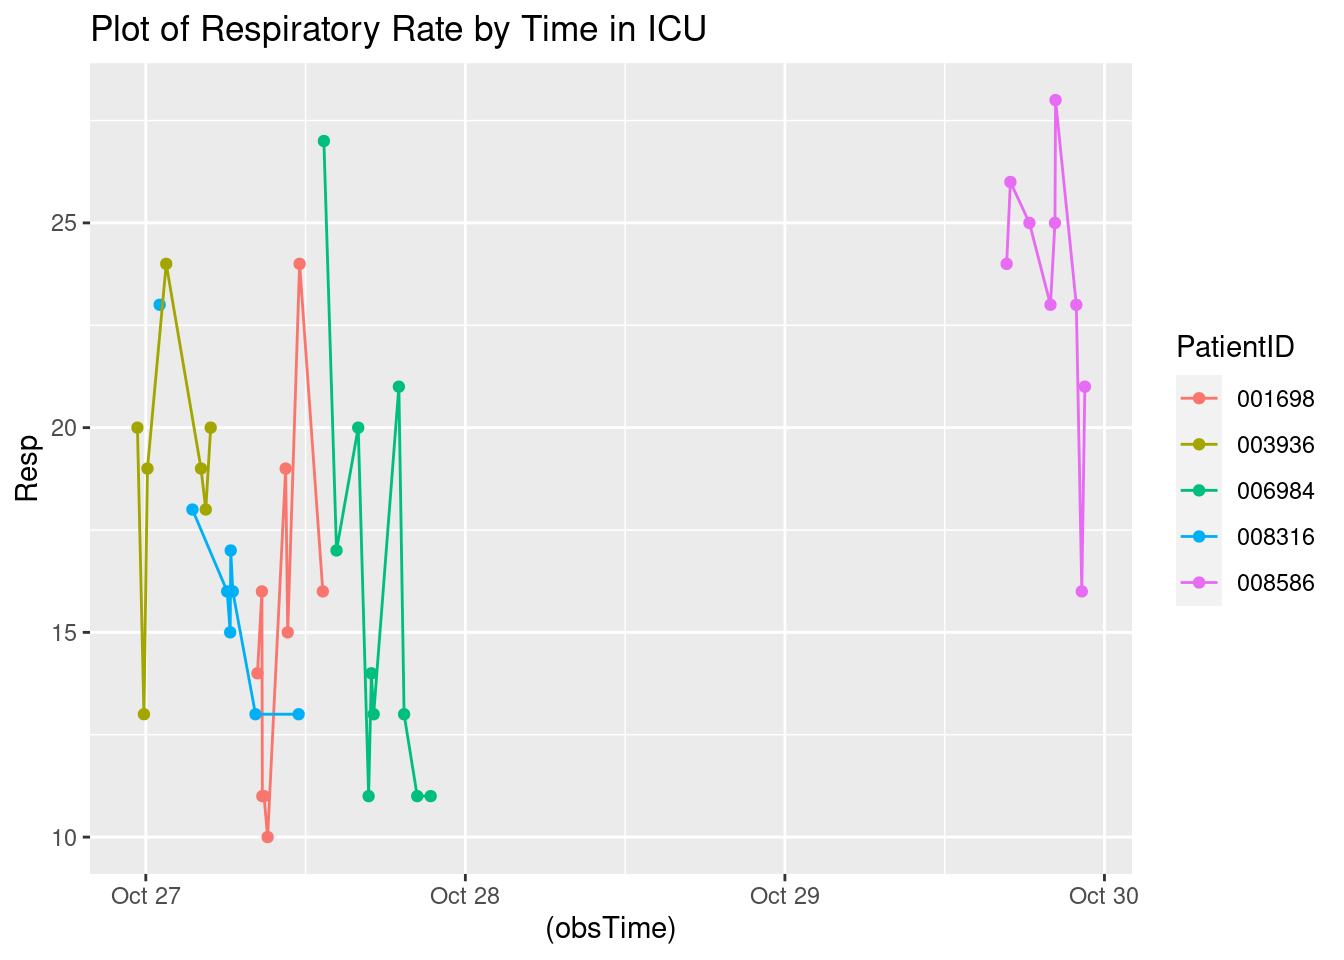 Plot of Respiratory Rate by Time in ICU
Resp
25
20
15
10
Oct 27
Oct 28
Oct 29
Oct 30
(obsTime)
PatientID
001698
003936
006984
008316
008586